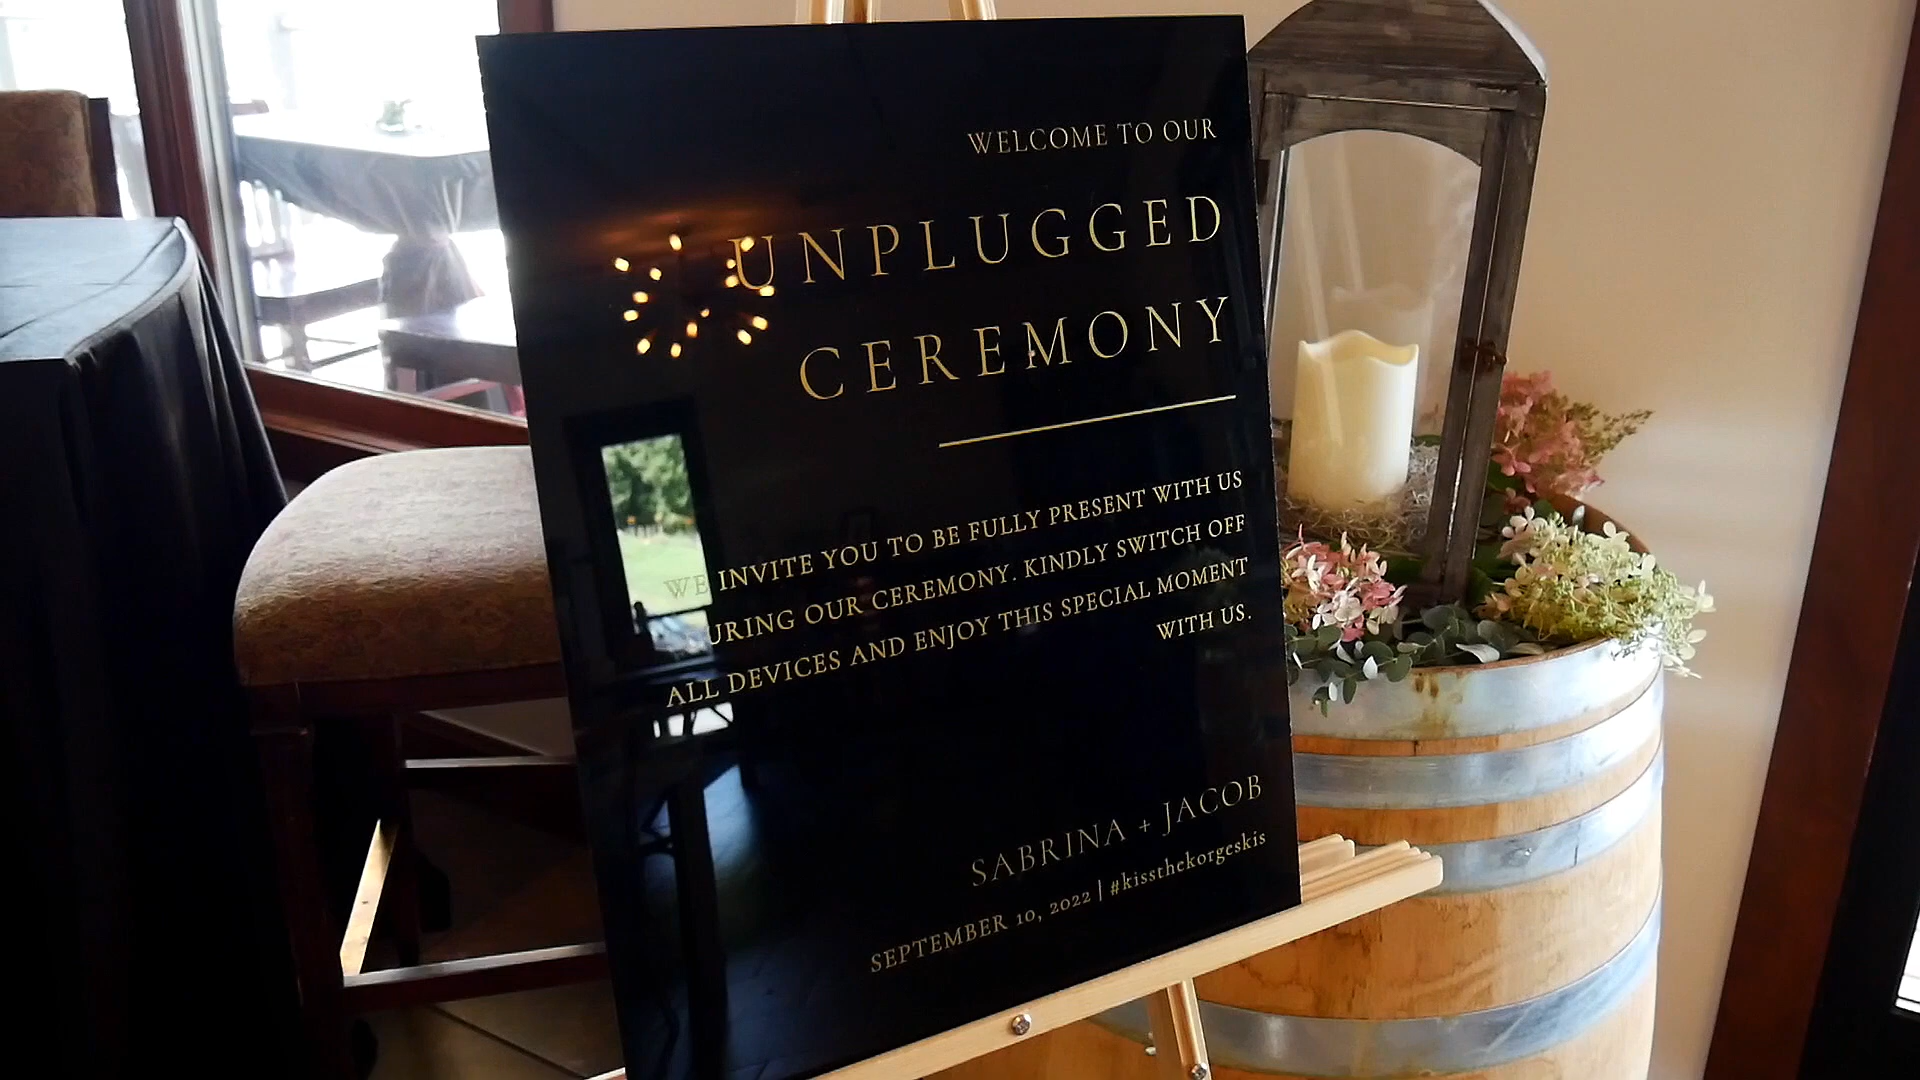 WELCOME TO OUR
UNPLUGGED
CEREMONY
WE INVITE YOU TO BE FULLY PRESENT WITH US
DURING OUR CEREMONY. KINDLY SWITCH OFF
ALL DEVICES AND ENJOY THIS SPECIAL MOMENT
WITH US.
SABRINA + JACOB
SEPTEMBER 10, 2022 | #kissthekorgeskis